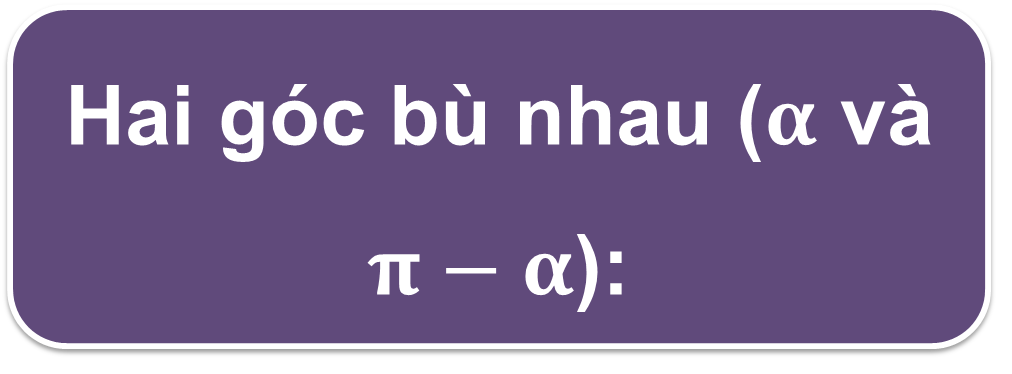 Hai góc bù nhau (α và
π − α):